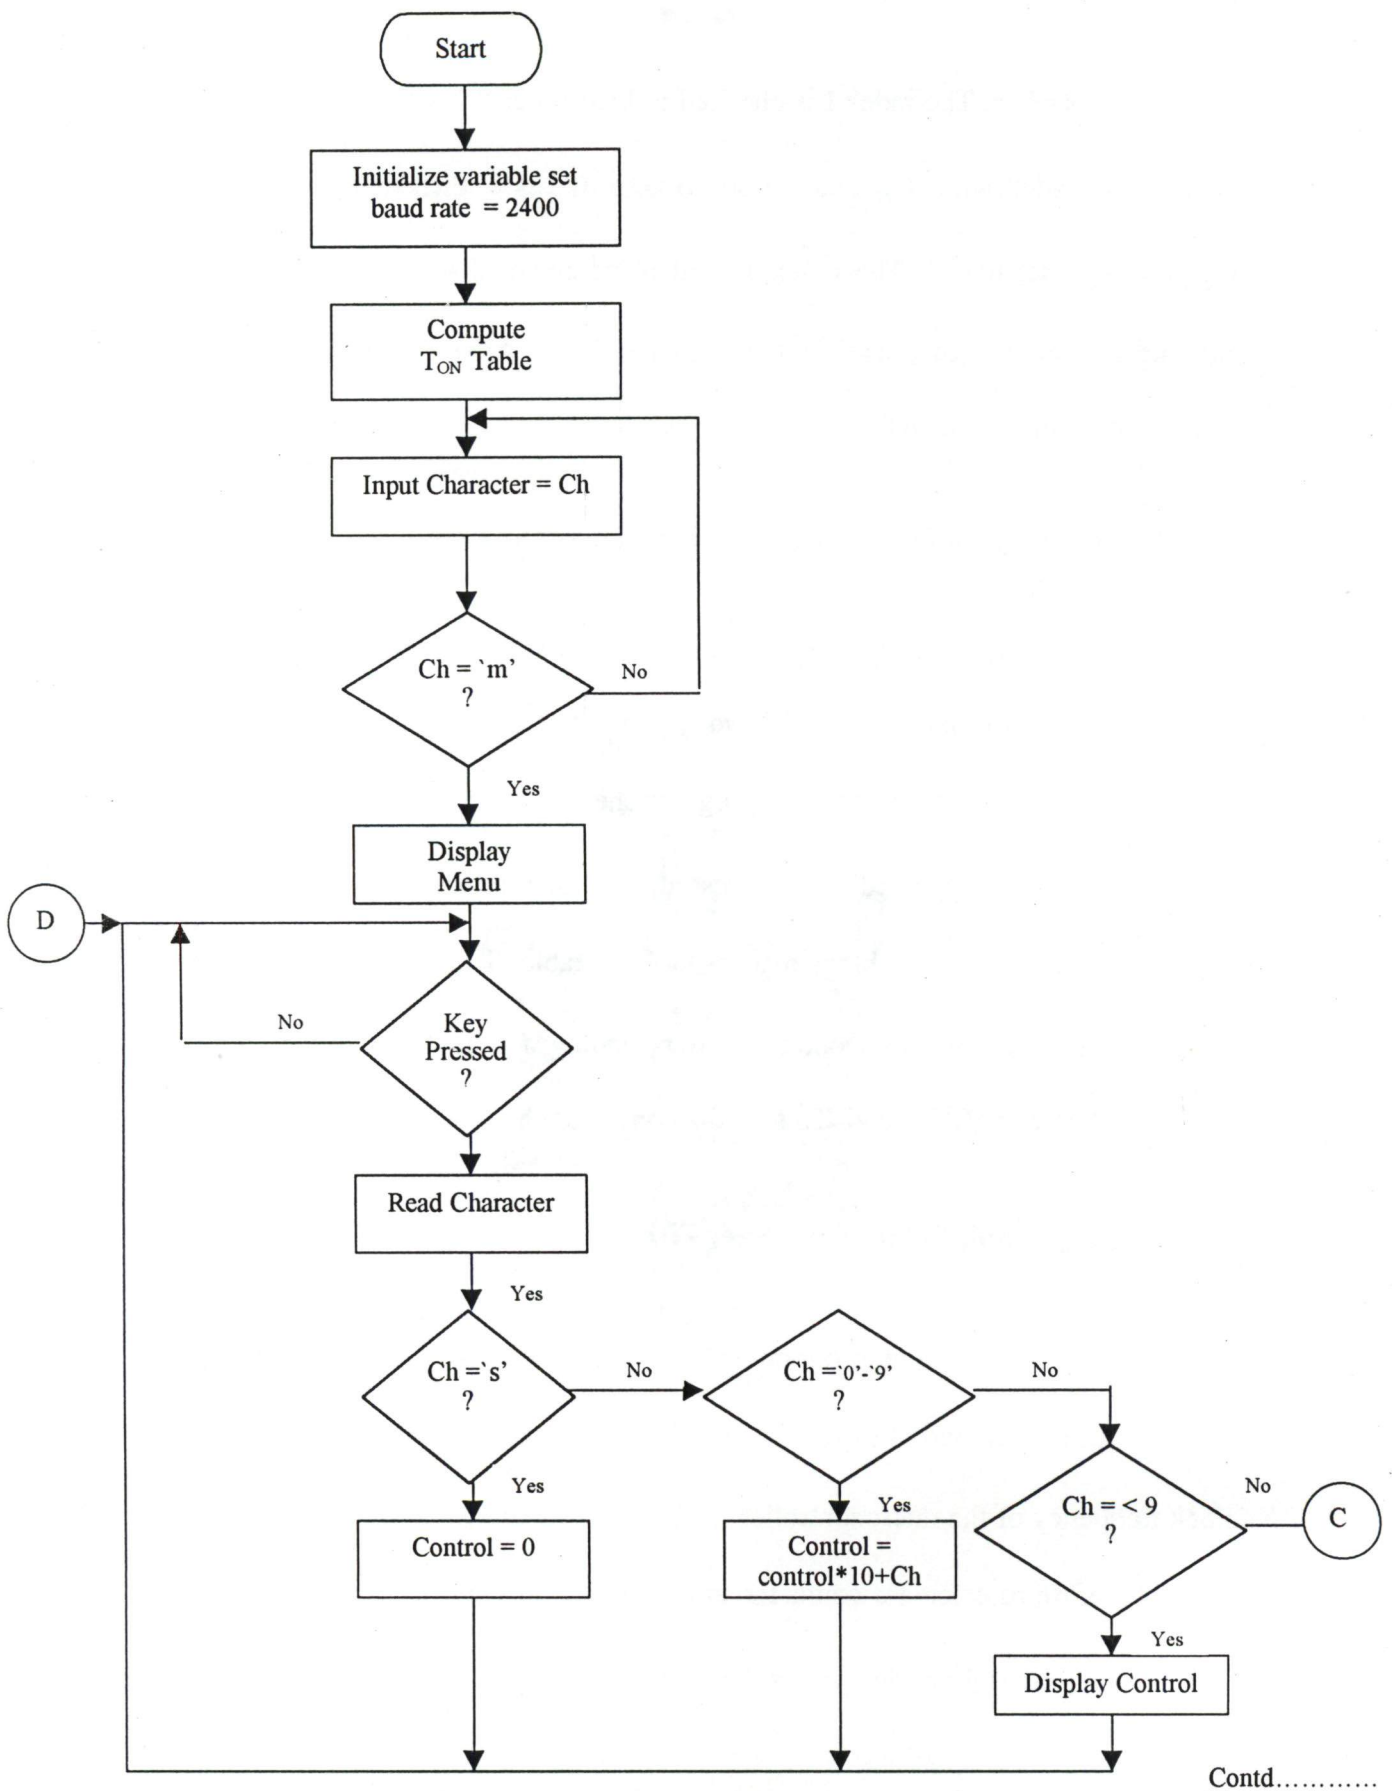 Start
Initialize variable set
baud rate = 2400
Compute
TON Table
Input Character = Ch
Ch = `m’
?
No
Yes
Display
Menu
D
No
Key
Pressed
?
Read Character
Yes
Ch =`s’
?
No
Ch =`0’-`9’
?
No
Yes
Control = 0
Yes
Control =
control*10+Ch
Ch = < 9
?
No
C
Yes
Display Control
Contd............